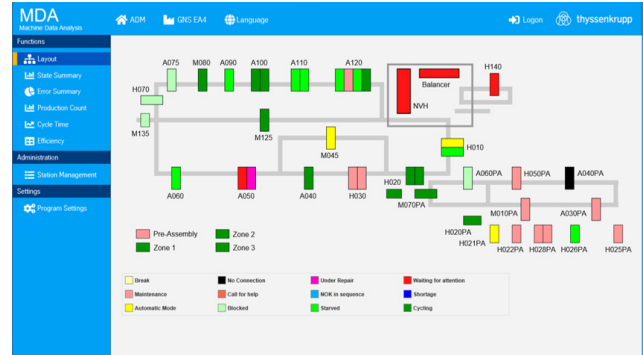 MDA
Machine Data Analysis
ADM
GNS EA4
Language
Logon
thyssenkrupp
Functions
Layout
State Summary
Error Summary
Production Count
Cycle Time
Efficiency
Administration
Station Management
Settings
Program Settings
A075 M080 A090 A100 A110 A120
H140
Balancer
H070
NVH
M135
M125
M045
H010
A060PA H050PA A040PA
H020
A060 A050 A040 H030
M070PA
M010PA A030PA
H020PA
H021PA
H022PA H028PA H026PA H025PA
Pre-Assembly Zone 2
Zone 1 Zone 3
Break No Connection Under Repair Waiting for attention
Maintenance Call for help NOK in sequence Shortage
Automatic Mode Blocked Starved Cycling